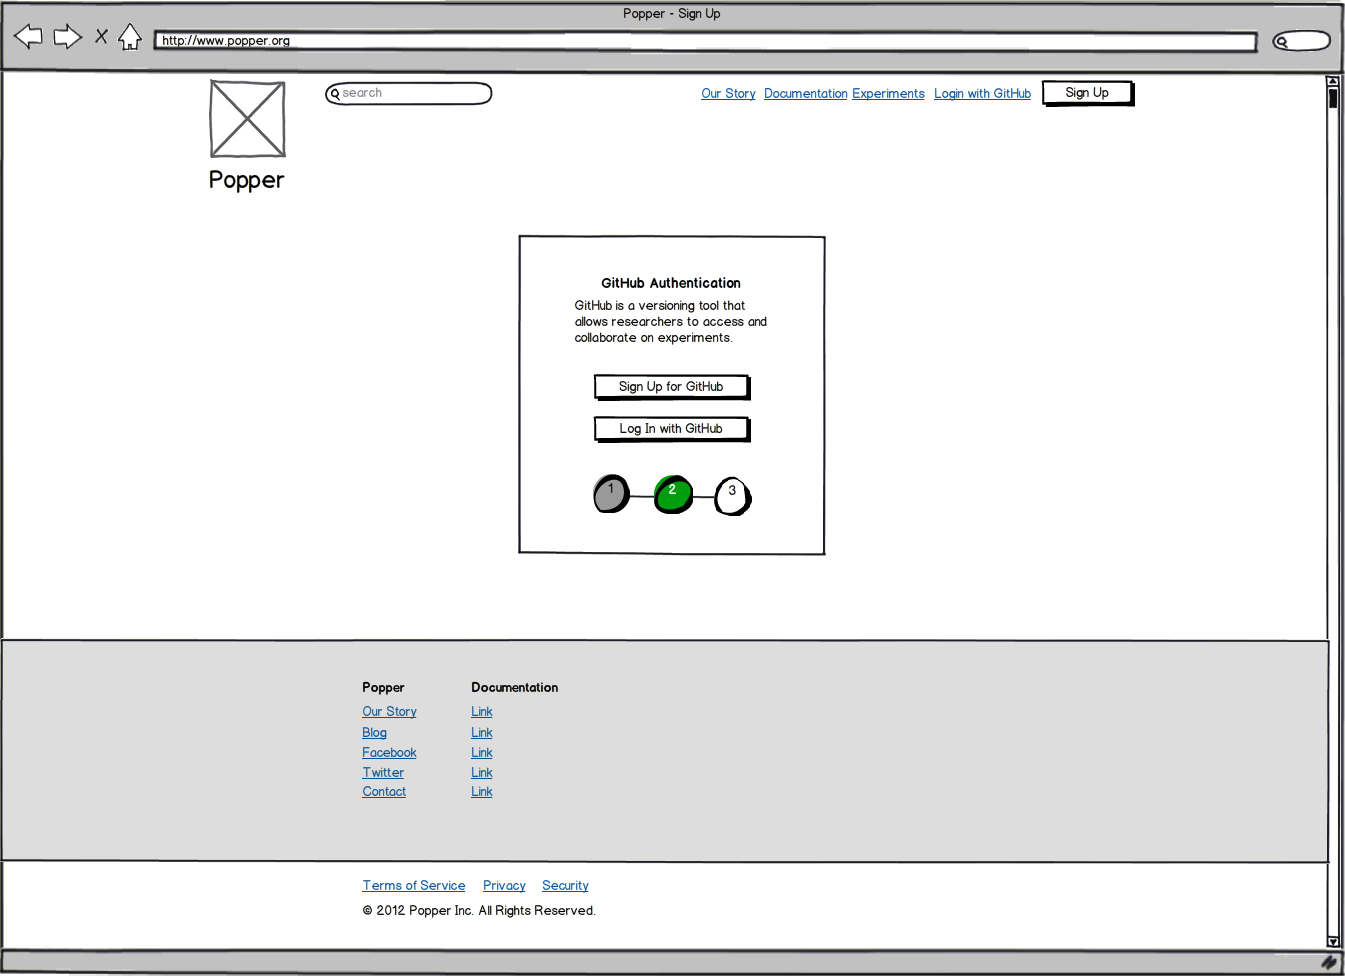 Popper - Sign Up
http://www.popper.org
search
Our Story Documentation Experiments Login with GitHub Sign Up
Popper
GitHub Authentication
GitHub is a versioning tool that
allows researchers to access and
collaborate on experiments.
Sign Up for GitHub
Log In with GitHub
1 2 3
Popper Documentation
Our Story Link
Blog Link
Facebook Link
Twitter Link
Contact Link
Terms of Service Privacy Security
© 2012 Popper Inc. All Rights Reserved.